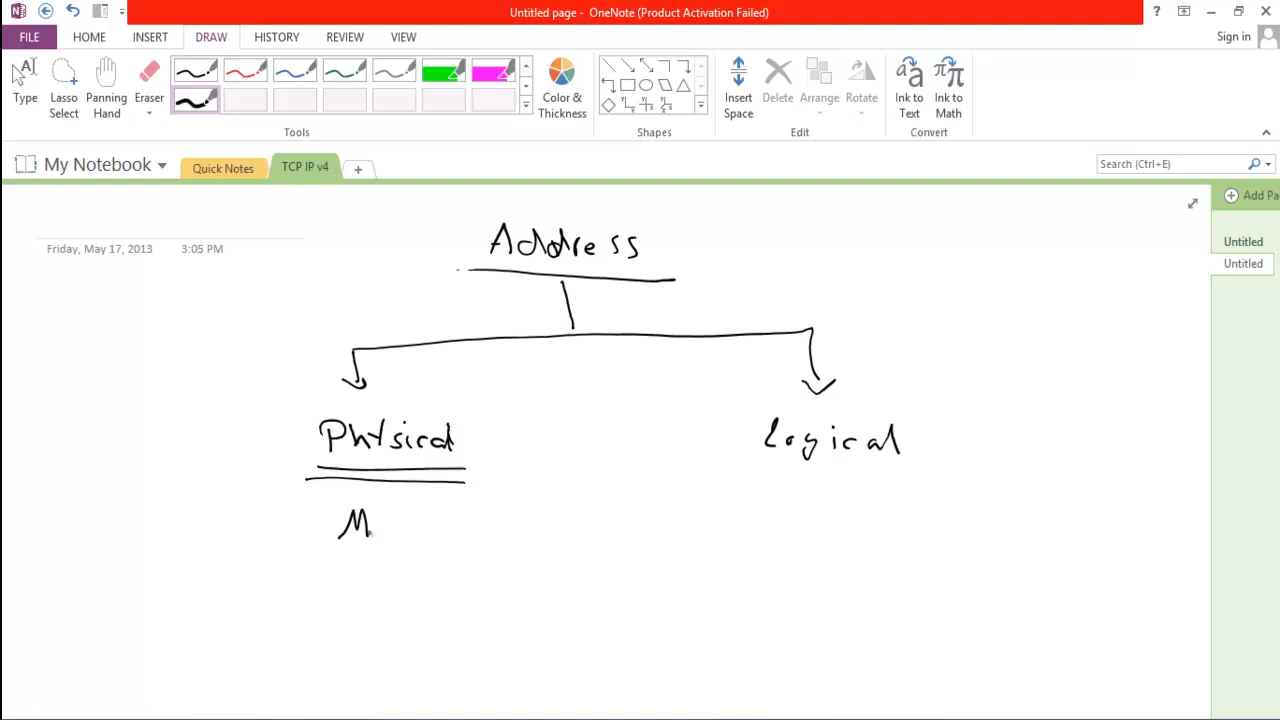 Untitled page - OneNote (Product Activation Failed)
FILE HOME INSERT DRAW HISTORY REVIEW VIEW
Sign in
Type
Lasso Select
Panning Hand
Eraser
Color & Thickness
Insert Space
Delete
Arrange
Rotate
Ink to Text
Ink to Math
Tools
Shapes
Edit
Convert
My Notebook
Quick Notes
TCP IP v4
Search (Ctrl+E)
Add Pa
Friday, May 17, 2013 3:05 PM
Untitled
Untitled
Address
Physical
Logical
M